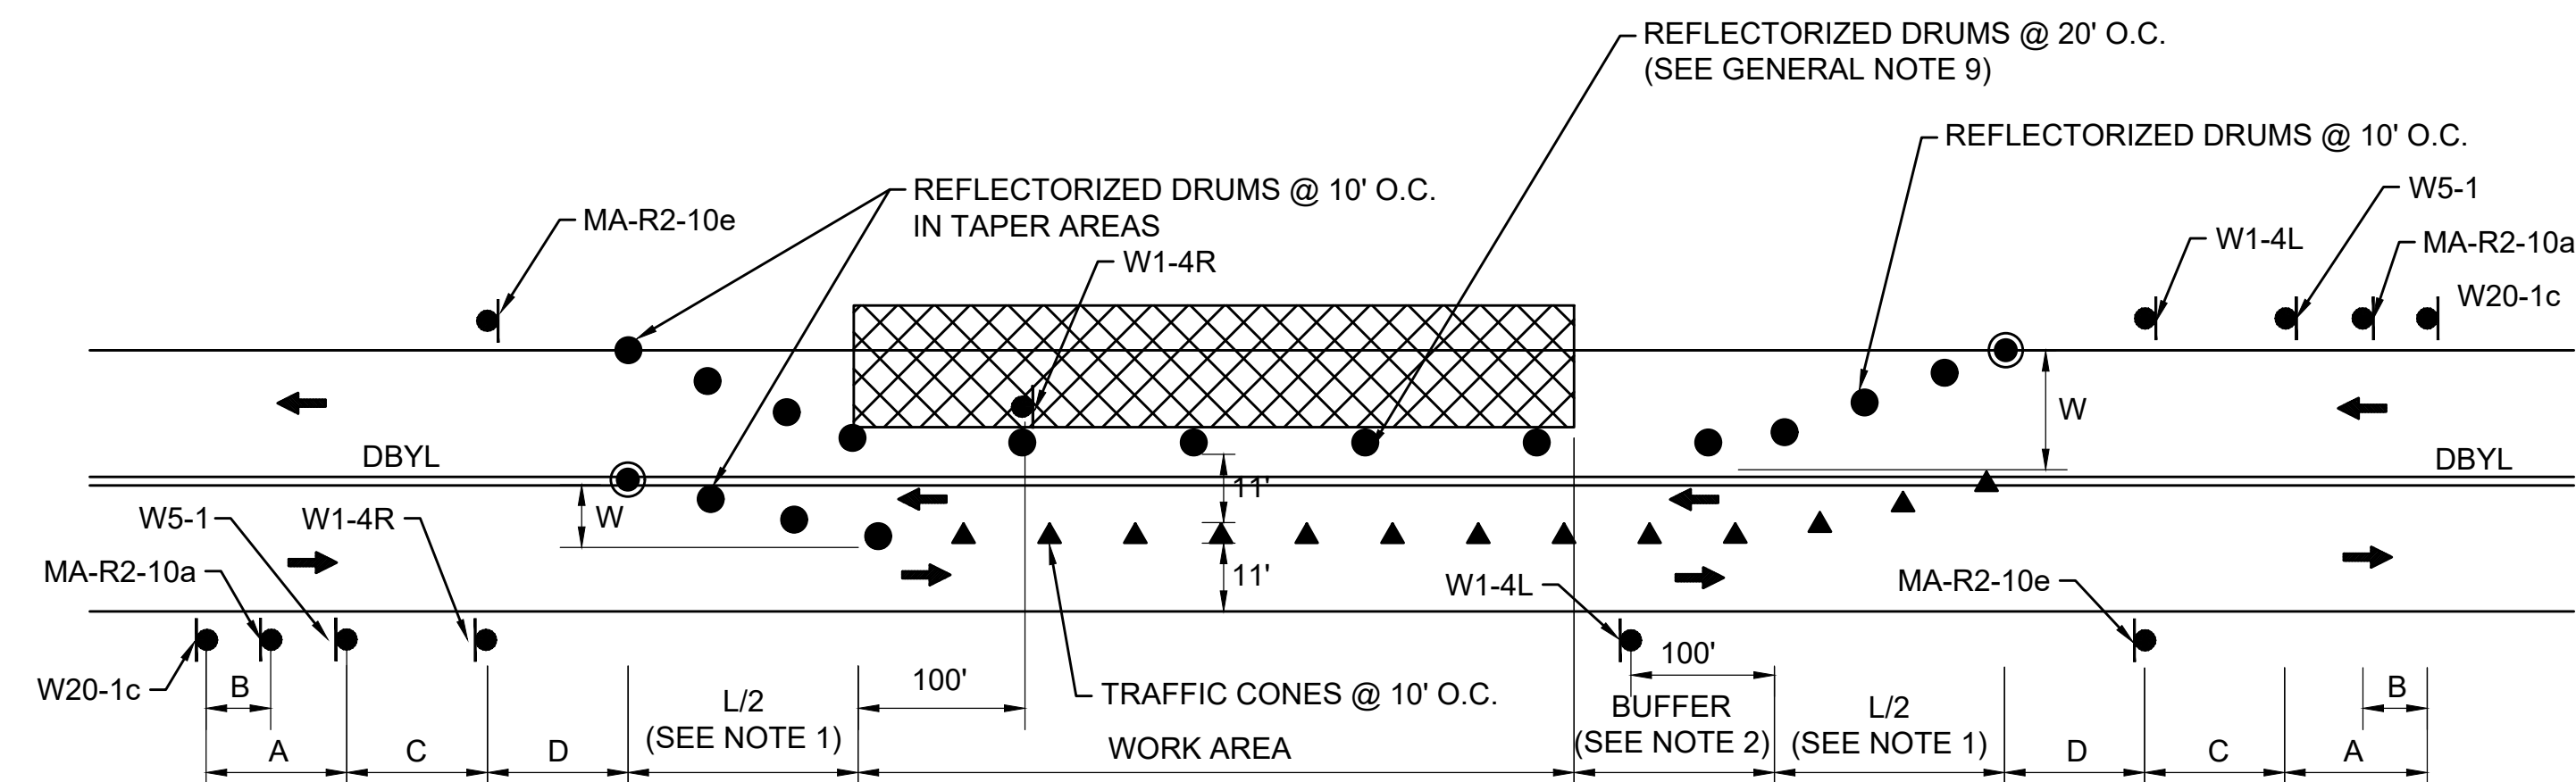 REFLECTORIZED DRUMS @ 20' O.C.
(SEE GENERAL NOTE 9)
REFLECTORIZED DRUMS @ 10' O.C.
REFLECTORIZED DRUMS @ 10' O.C.
IN TAPER AREAS
W5-1
MA-R2-10e
W1-4L
MA-R2-10a
W1-4R
W20-1c
W
DBYL
DBYL
11'
W5-1
W1-4R
W
MA-R2-10a
11'
W1-4L
MA-R2-10e
W20-1c
B
100'
TRAFFIC CONES @ 10' O.C.
100'
B
L/2
(SEE NOTE 1)
BUFFER
(SEE NOTE 2)
L/2
(SEE NOTE 1)
A
C
D
WORK AREA
D
C
A